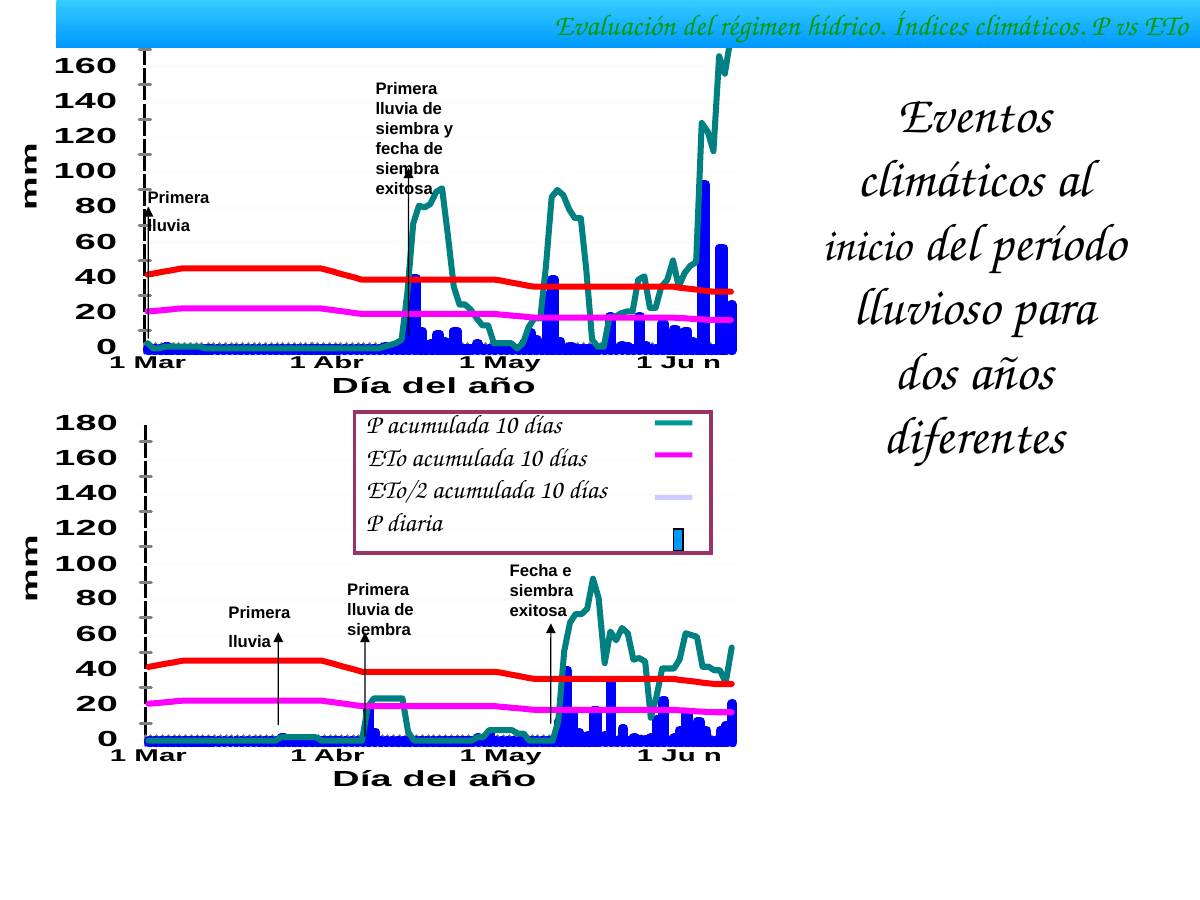 Evaluación del régimen hídrico. Índices climáticos. P vs ETo
160
140
120
100
80
60
40
20
0
mm
Primera
lluvia
Primera
lluvia de
siembra y
fecha de
siembra
exitosa
1 Mar
1 Abr
1 May
1 Ju n
Día del año
Eventos
climáticos al
inicio del período
lluvioso para
dos años
diferentes
180
160
140
120
100
80
60
40
20
0
mm
P acumulada 10 días
ETo acumulada 10 días
ETo/2 acumulada 10 días
P diaria
Primera
lluvia
Primera
lluvia de
siembra
Fecha e
siembra
exitosa
1 Mar
1 Abr
1 May
1 Ju n
Día del año